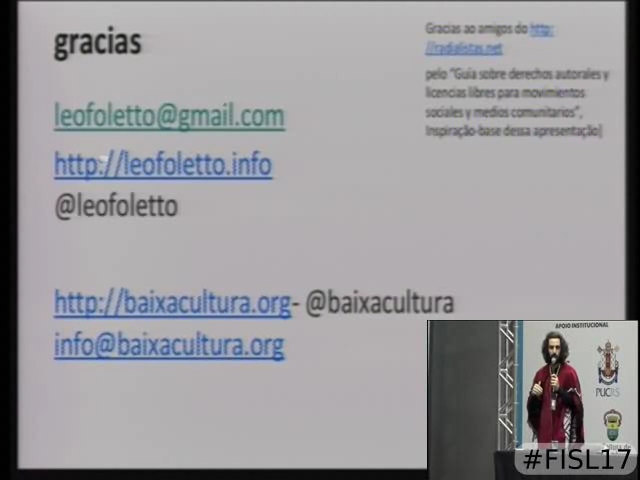 gracias
Gracias ao amigos do http:
//radialistas.net
pelo "Guía sobre derechos autorales y
licencias libres para movimientos
sociales y medios comunitarios",
Inspiração-base dessa apresentação
leofoletto@gmail.com
http://leofoletto.info
@leofoletto
http://baixacultura.org- @baixacultura
info@baixacultura.org
APOIO INSTITUCIONAL
PUCRS
#FISL17